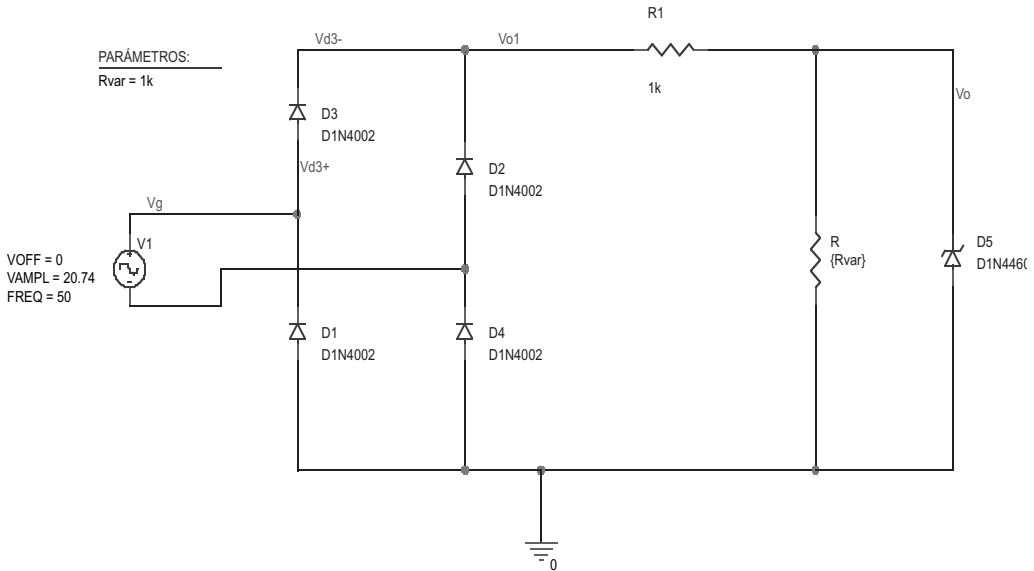 R1
Vd3-
Vo1
PARÁMETROS:
Rvar = 1k
1k
Vo
D3
D1N4002
Vd3+
D2
D1N4002
Vg
V1
VOFF = 0
VAMPL = 20.74
FREQ = 50
R
{Rvar}
D5
D1N4460
D1
D1N4002
D4
D1N4002
0